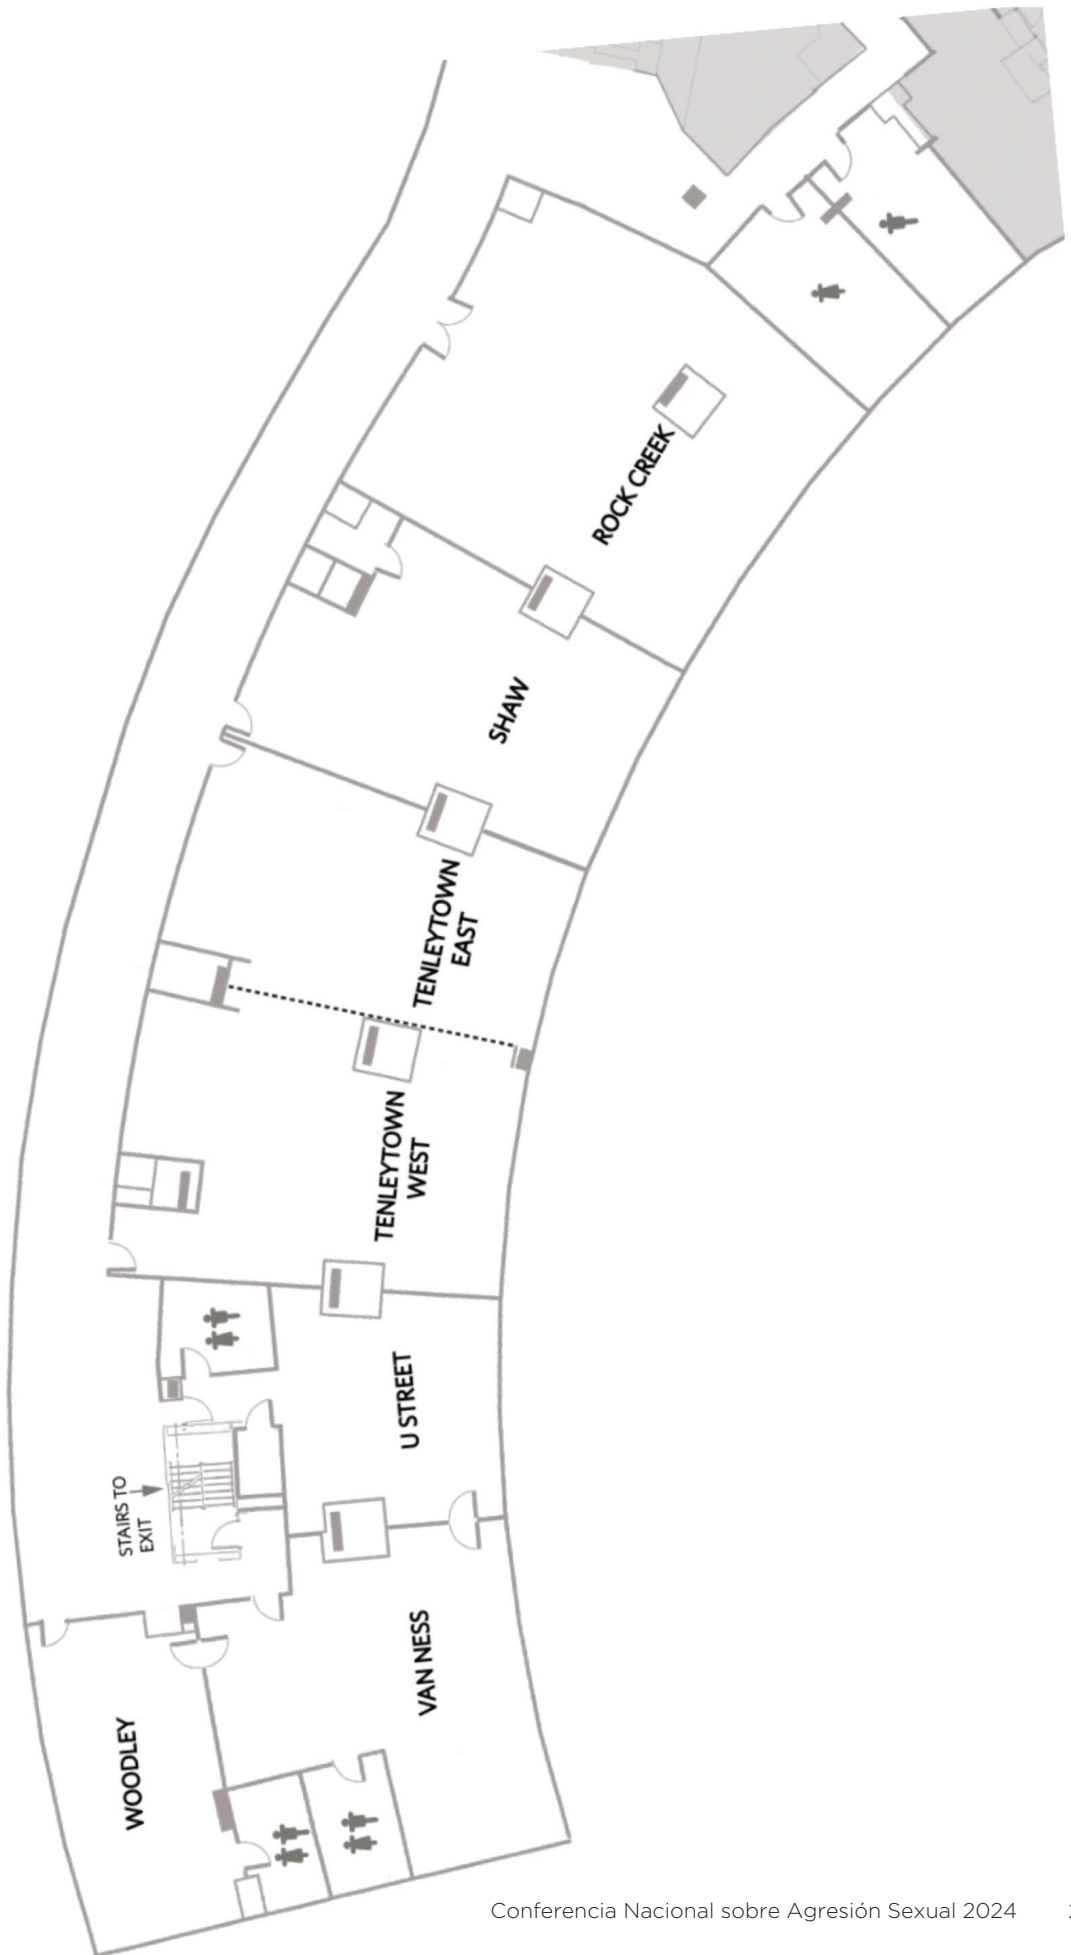 ROCK CREEK
SHAW
TENLEYTOWN
EAST
TENLEYTOWN
WEST
U STREET
STAIRS TO
EXIT
VAN NESS
WOODLEY
Conferencia Nacional sobre Agresión Sexual 2024